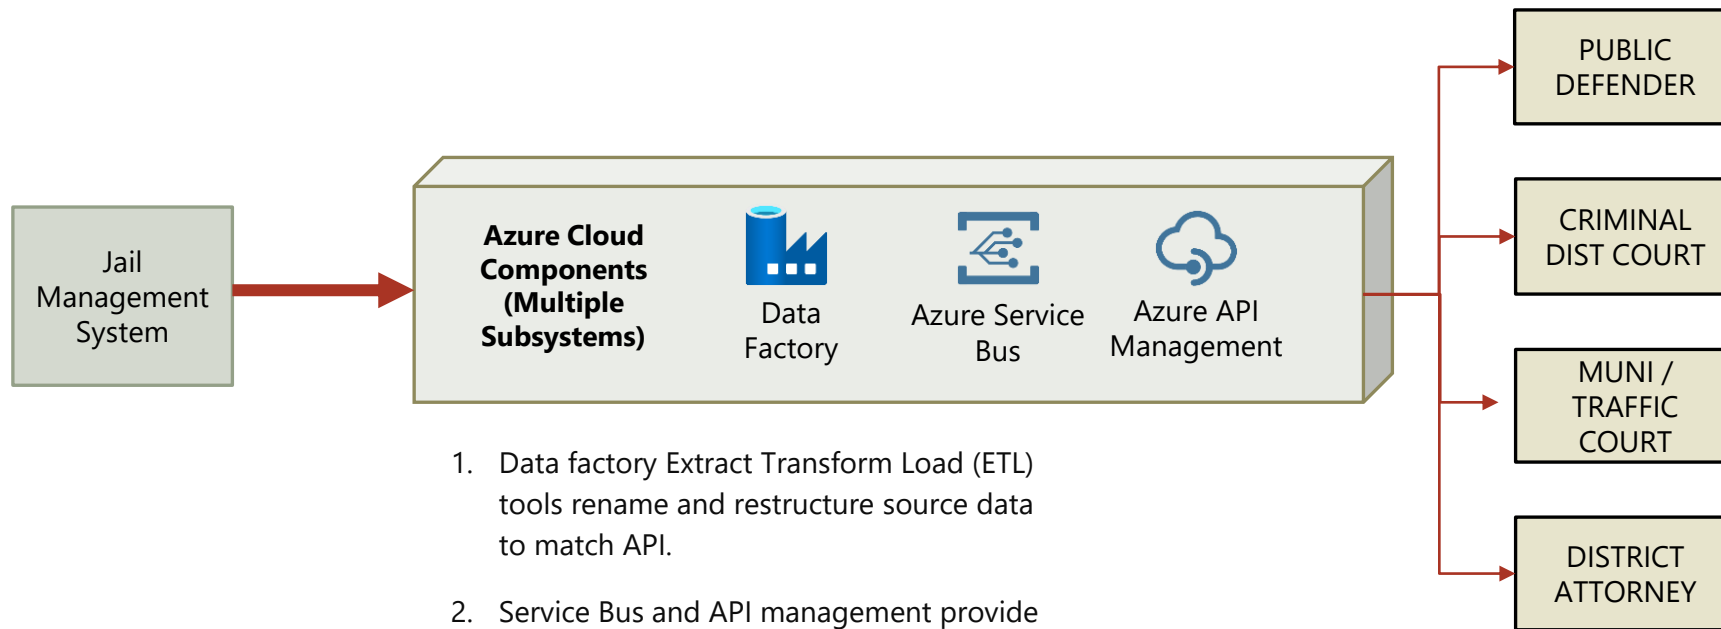 Jail
Management
System
Azure Cloud
Components
(Multiple
Subsystems)
Data
Factory
Azure Service
Bus
Azure API
Management
PUBLIC
DEFENDER
CRIMINAL
DIST COURT
MUNI /
TRAFFIC
COURT
DISTRICT
ATTORNEY
1. Data factory Extract Transform Load (ETL)
tools rename and restructure source data
to match API.
2. Service Bus and API management provide